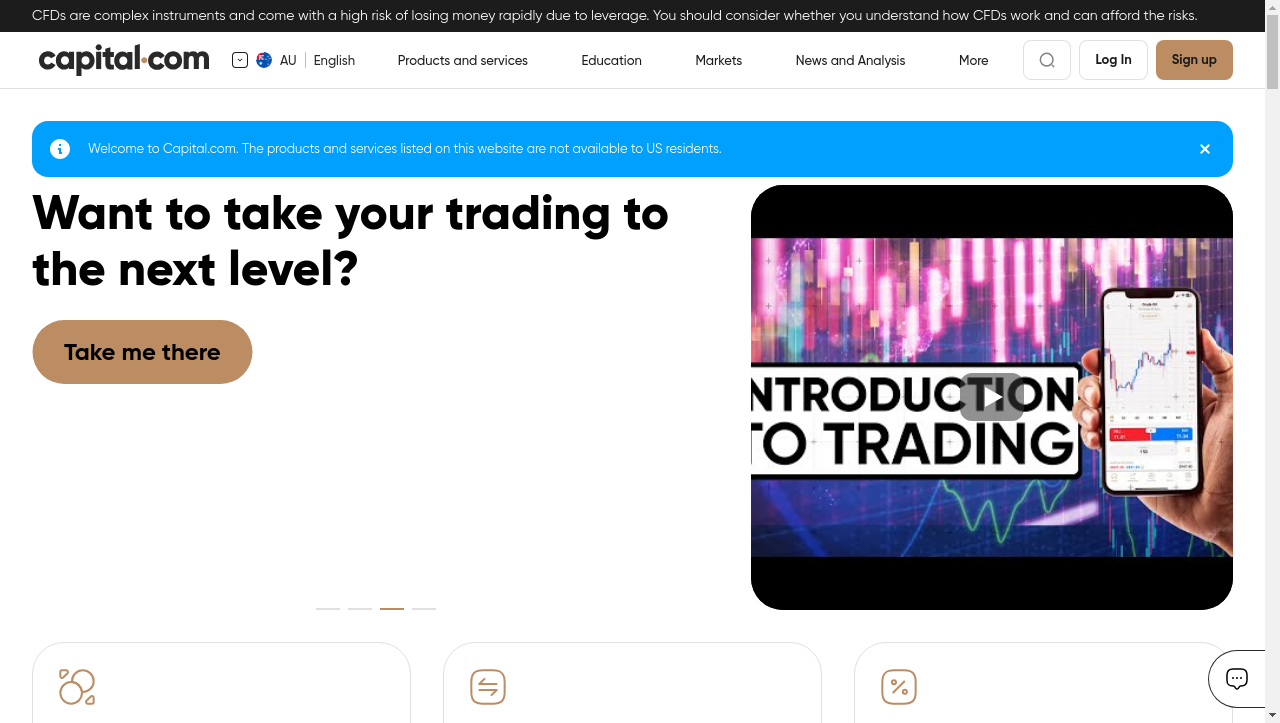 CFDs are complex instruments and come with a high risk of losing money rapidly due to leverage. You should consider whether you understand how CFDs work and can afford the risks.
capital.com
AU
English
Products and services
Education
Markets
News and Analysis
More
Log In
Sign up
Welcome to Capital.com. The products and services listed on this website are not available to US residents.
Want to take your trading to
the next level?
Take me there
NTRODUCTION
TO TRADING